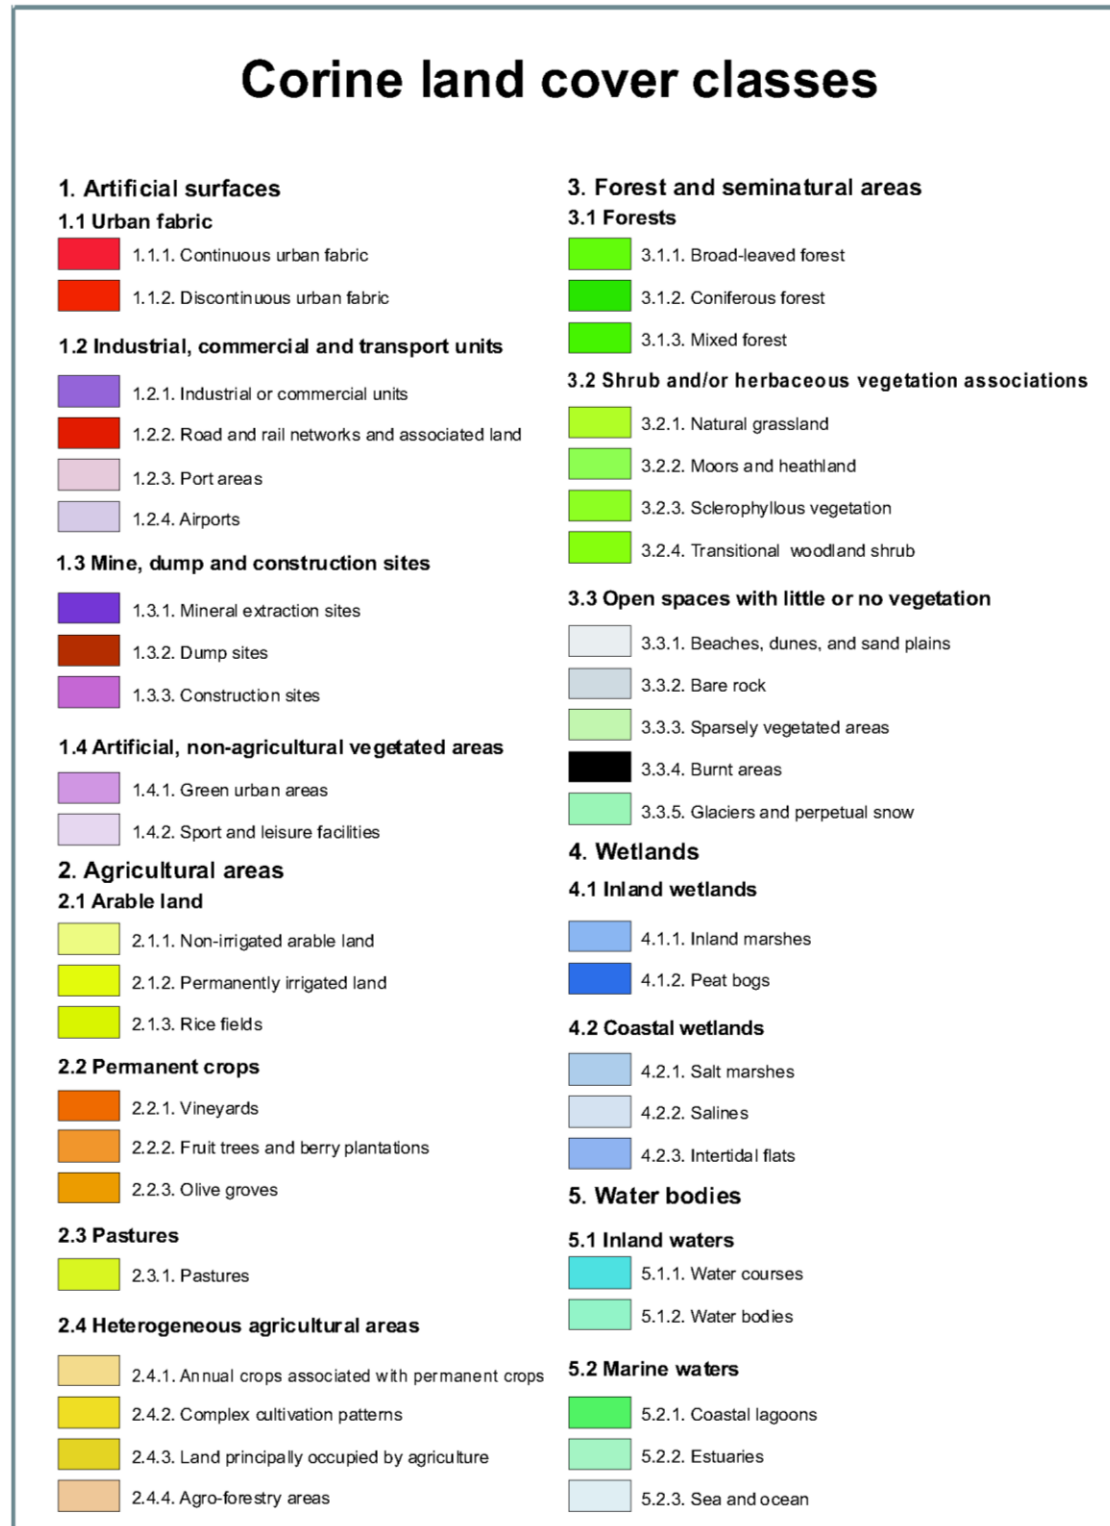 Corine land cover classes
1. Artificial surfaces
1.1 Urban fabric
1.1.1. Continuous urban fabric
1.1.2. Discontinuous urban fabric
1.2 Industrial, commercial and transport units
1.2.1. Industrial or commercial units
1.2.2. Road and rail networks and associated land
1.2.3. Port areas
1.2.4. Airports
1.3 Mine, dump and construction sites
1.3.1. Mineral extraction sites
1.3.2. Dump sites
1.3.3. Construction sites
1.4 Artificial, non-agricultural vegetated areas
1.4.1. Green urban areas
1.4.2. Sport and leisure facilities
2. Agricultural areas
2.1 Arable land
2.1.1. Non-irrigated arable land
2.1.2. Permanently irrigated land
2.1.3. Rice fields
2.2 Permanent crops
2.2.1. Vineyards
2.2.2. Fruit trees and berry plantations
2.2.3. Olive groves
2.3 Pastures
2.3.1. Pastures
2.4 Heterogeneous agricultural areas
2.4.1. Annual crops associated with permanent crops
2.4.2. Complex cultivation patterns
2.4.3. Land principally occupied by agriculture
2.4.4. Agro-forestry areas
3. Forest and seminatural areas
3.1 Forests
3.1.1. Broad-leaved forest
3.1.2. Coniferous forest
3.1.3. Mixed forest
3.2 Shrub and/or herbaceous vegetation associations
3.2.1. Natural grassland
3.2.2. Moors and heathland
3.2.3. Sclerophyllous vegetation
3.2.4. Transitional woodland shrub
3.3 Open spaces with little or no vegetation
3.3.1. Beaches, dunes, and sand plains
3.3.2. Bare rock
3.3.3. Sparsely vegetated areas
3.3.4. Burnt areas
3.3.5. Glaciers and perpetual snow
4. Wetlands
4.1 Inland wetlands
4.1.1. Inland marshes
4.1.2. Peat bogs
4.2 Coastal wetlands
4.2.1. Salt marshes
4.2.2. Salines
4.2.3. Intertidal flats
5. Water bodies
5.1 Inland waters
5.1.1. Water courses
5.1.2. Water bodies
5.2 Marine waters
5.2.1. Coastal lagoons
5.2.2. Estuaries
5.2.3. Sea and ocean